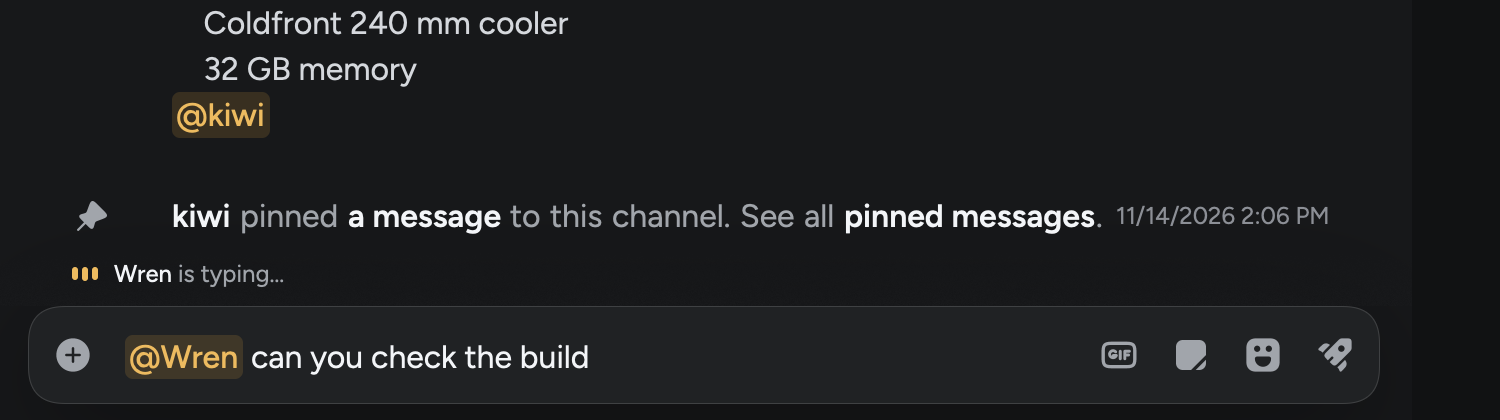 Coldfront 240 mm cooler
32 GB memory
@kiwi
kiwi pinned a message to this channel. See all pinned messages. 11/14/2026 2:06 PM
Wren is typing...
@Wren can you check the build
GIF